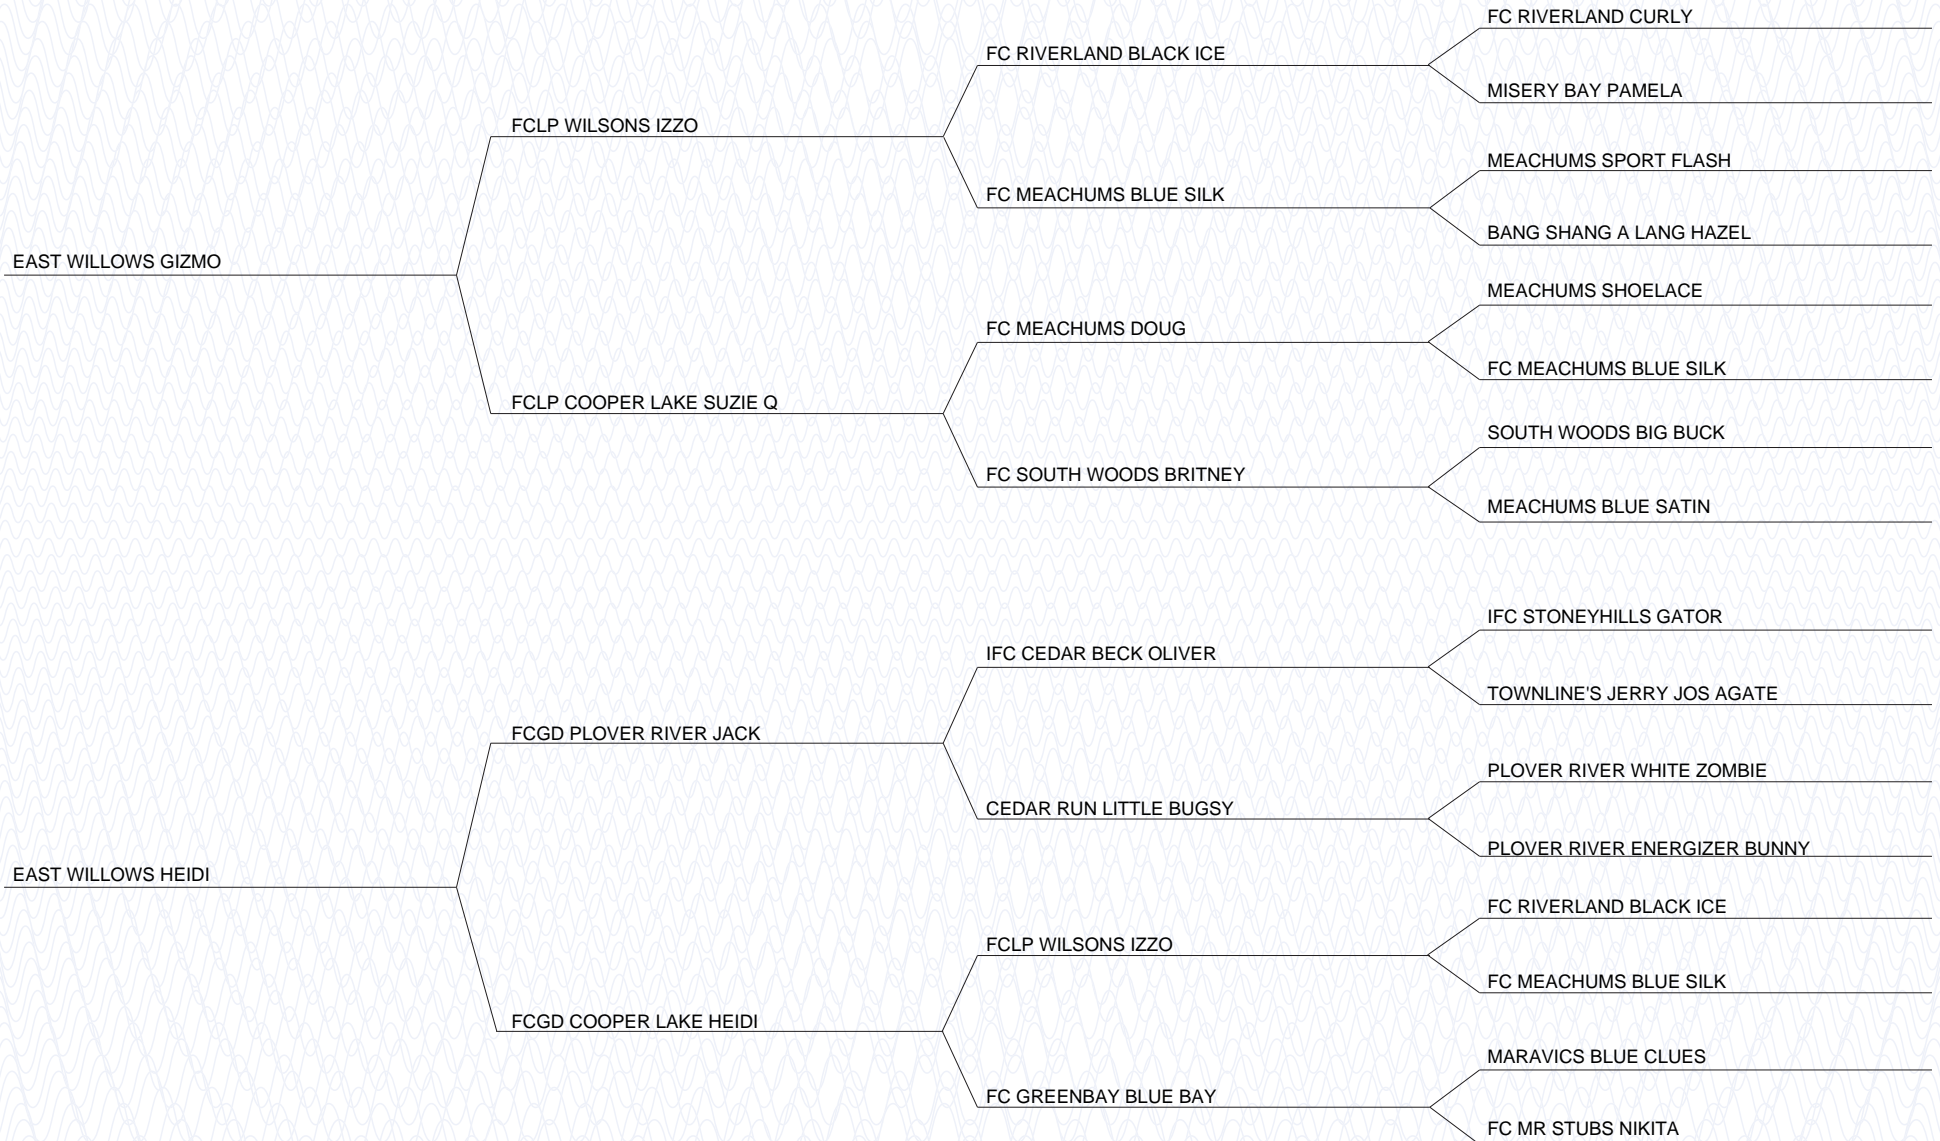 FC RIVERLAND CURLY
FC RIVERLAND BLACK ICE
MISERY BAY PAMELA
FCLP WILSONS IZZO
MEACHUMS SPORT FLASH
FC MEACHUMS BLUE SILK
BANG SHANG A LANG HAZEL
EAST WILLOWS GIZMO
MEACHUMS SHOELACE
FC MEACHUMS DOUG
FC MEACHUMS BLUE SILK
FCLP COOPER LAKE SUZIE Q
SOUTH WOODS BIG BUCK
FC SOUTH WOODS BRITNEY
MEACHUMS BLUE SATIN
IFC STONEYHILLS GATOR
IFC CEDAR BECK OLIVER
TOWNLINE'S JERRY JOS AGATE
FCGD PLOVER RIVER JACK
PLOVER RIVER WHITE ZOMBIE
CEDAR RUN LITTLE BUGSY
PLOVER RIVER ENERGIZER BUNNY
EAST WILLOWS HEIDI
FC RIVERLAND BLACK ICE
FCLP WILSONS IZZO
FC MEACHUMS BLUE SILK
FCGD COOPER LAKE HEIDI
MARAVICS BLUE CLUES
FC GREENBAY BLUE BAY
FC MR STUBS NIKITA